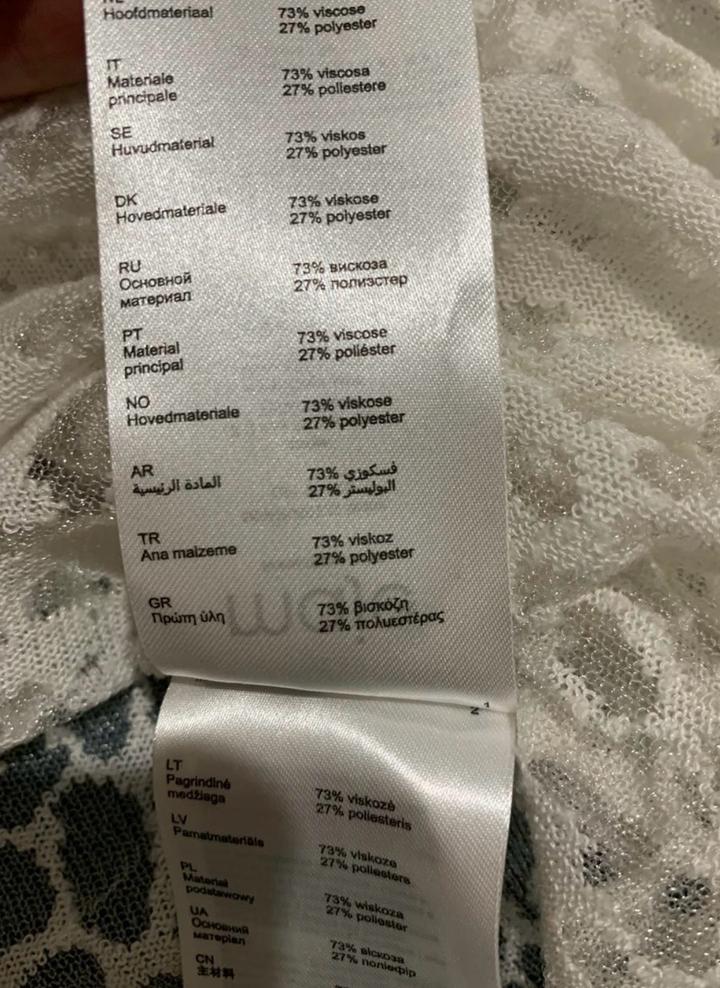 Hoofdmateriaal 73% viscose
27% polyester
IT
Materiale 73% viscosa
principale 27% poliestere
SE
Huvudmaterial 73% viskos
27% polyester
DK
Hovedmateriale 73% viskose
27% polyester
RU
Основной 73% вискоза
материал 27% полиэстер
PT
Material 73% viscose
principal 27% poliéster
NO
Hovedmateriale 73% viskose
27% polyester
AR
المادة الرئيسية 73% فسكوزي
27% البوليستر
TR
Ana malzeme 73% viskoz
27% polyester
GR
Πρώτη ύλη 73% βισκόζη
27% πολυεστέρας
LT
Pagrindinė 73% viskozė
medžiaga 27% poliesteris
LV
Pamatmateriāls 73% viskoze
27% poliesters
PL
Materiał 73% wiskoza
podstawowy 27% poliester
UA
Основний 73% віскоза
матеріал 27% поліефір
CN
主材料